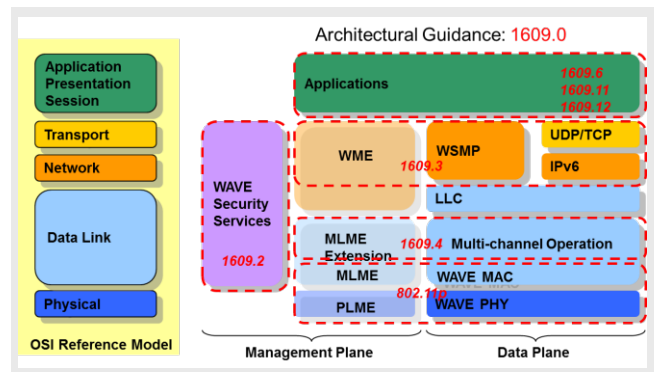 Architectural Guidance: 1609.0
Application
Presentation
Session
Transport
Network
Data Link
Physical
OSI Reference Model
Applications
1609.6
1609.11
1609.12
WAVE
Security
Services
1609.2
WME
1609.3
WSMP
UDP/TCP
IPv6
LLC
MLME
Extension
1609.4
Multi-channel Operation
MLME
WAVE MAC
WAVE MAC
802.11p
PLME
WAVE PHY
Management Plane
Data Plane